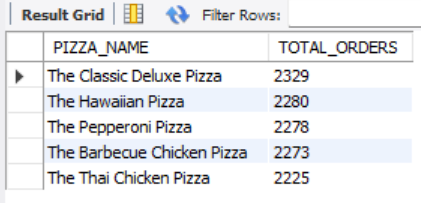 Result Grid Filter Rows:
PIZZA_NAME TOTAL_ORDERS
The Classic Deluxe Pizza 2329
The Hawaiian Pizza 2280
The Pepperoni Pizza 2278
The Barbecue Chicken Pizza 2273
The Thai Chicken Pizza 2225